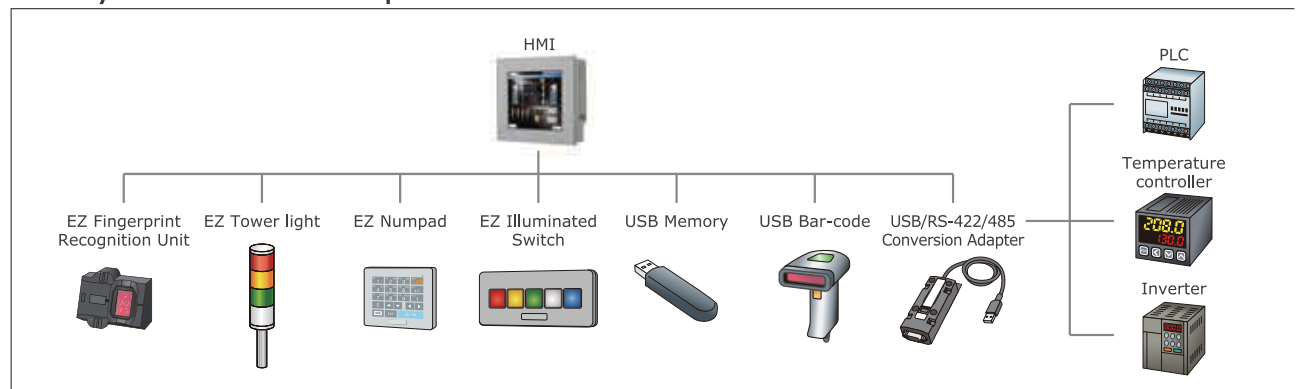 HMI
PLC
Temperature
controller
208.0
130.0
Inverter
EZ Fingerprint
Recognition Unit
EZ Tower light
EZ Numpad
EZ Illuminated
Switch
USB Memory
USB Bar-code
USB/RS-422/485
Conversion Adapter